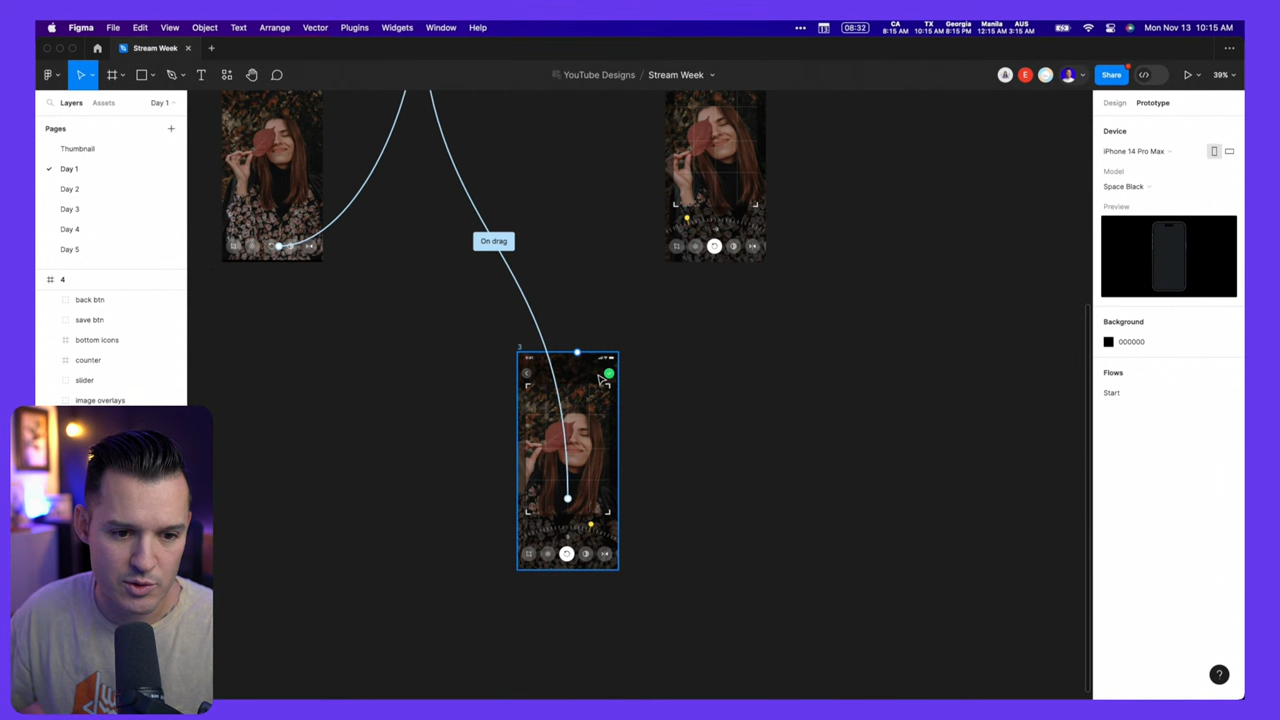 Figma File Edit View Object Text Arrange Vector Plugins Widgets Window Help
13 08:32
CA TX Georgia Manila AUS
8:15 AM 10:15 AM 8:15 PM 12:15 AM 3:15 AM
Mon Nov 13 10:15 AM
Stream Week
YouTube Designs / Stream Week
A E Share 39%
Layers Assets Day 1
Design Prototype
Pages
Thumbnail
Day 1
Day 2
Day 3
Day 4
Day 5
4
back btn
save btn
bottom icons
counter
slider
image overlays
On drag
3
Device
iPhone 14 Pro Max
Model
Space Black
Preview
Background
000000
Flows
Start
?